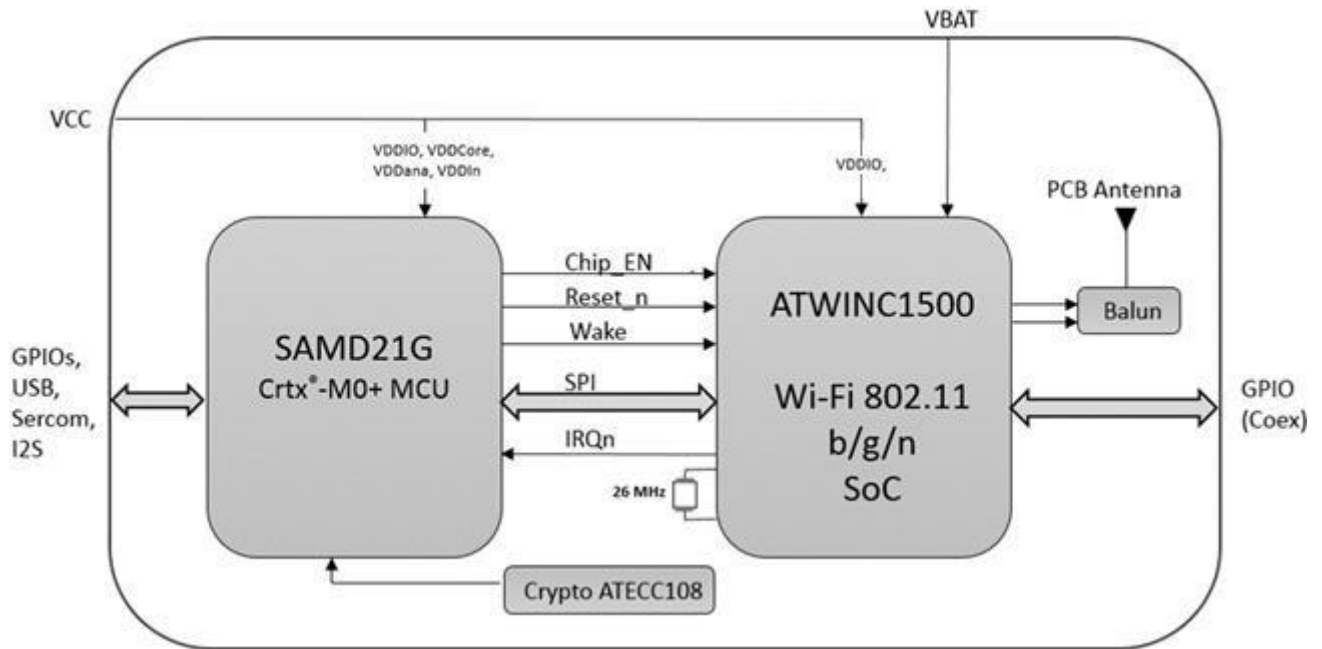 VBAT
VCC
VDDIO, VDDCore,
VDDana, VDDIn
VDDIO,
PCB Antenna
Chip_EN
Reset_n
Wake
SPI
IRQn
SAMD21G
Crtx®-M0+ MCU
ATWINC1500
Wi-Fi 802.11
b/g/n
SoC
Balun
GPIOs,
USB,
Sercom,
I2S
GPIO
(Coex)
26 MHz
Crypto ATECC108